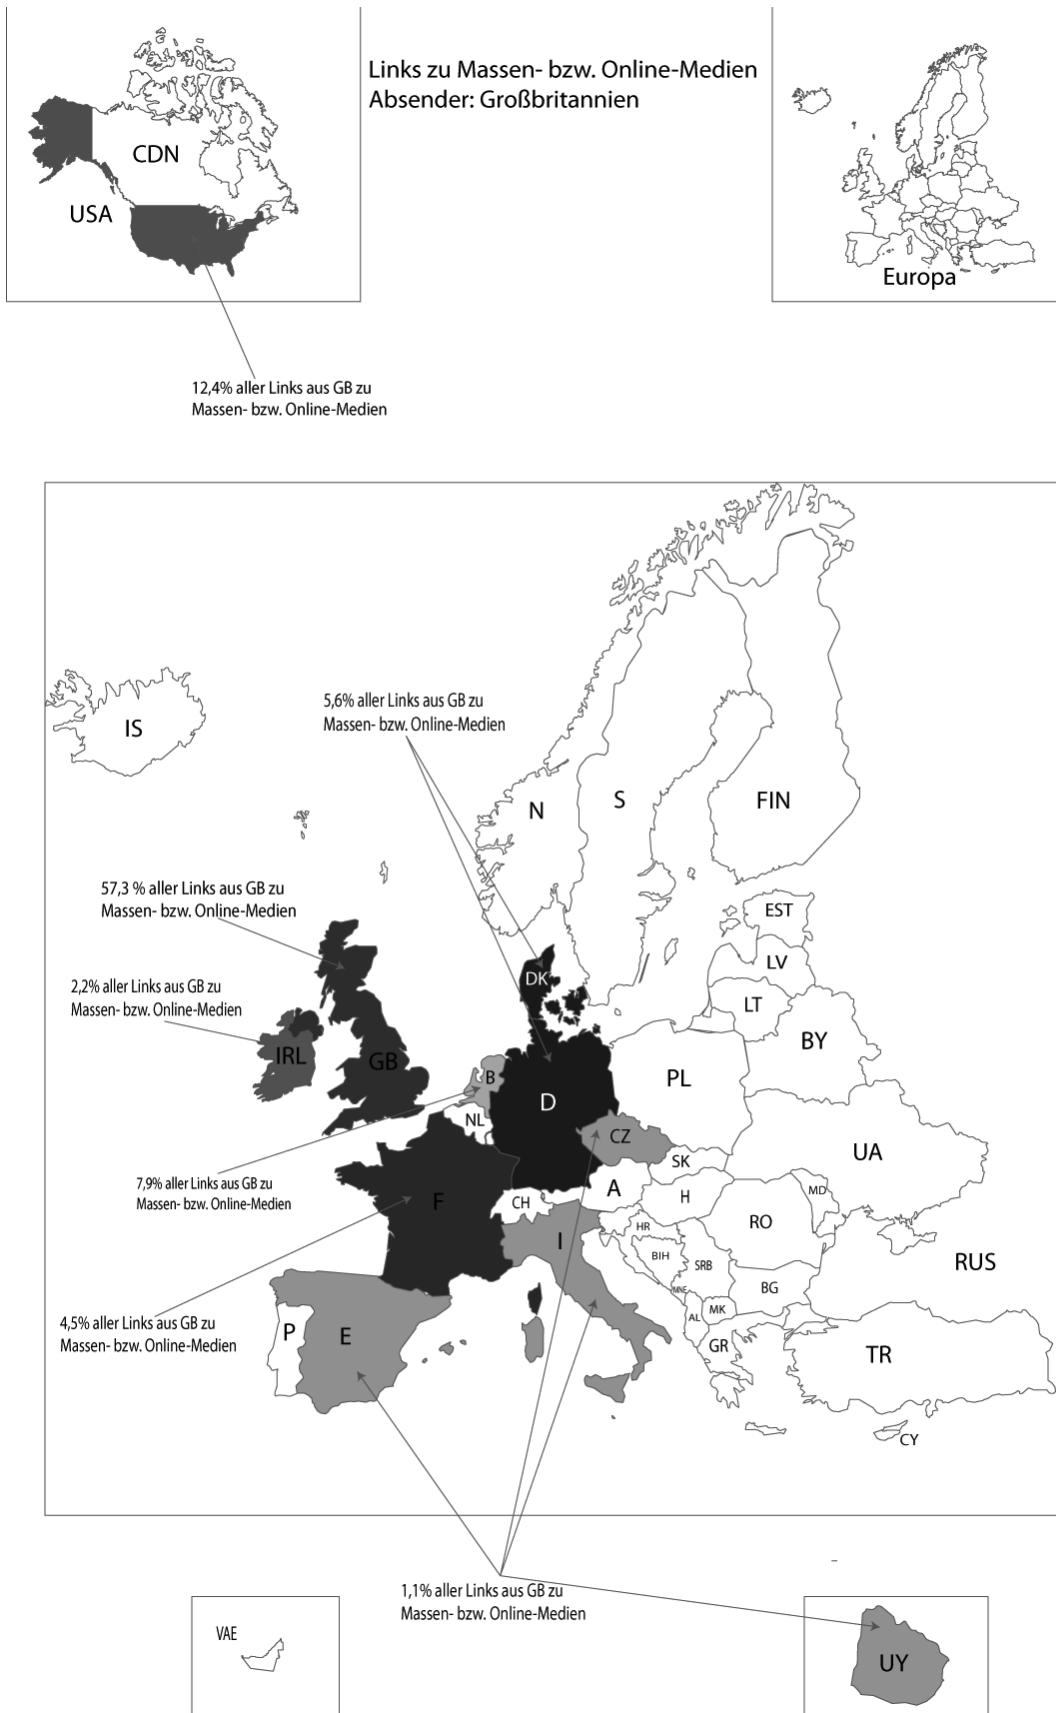 Links zu Massen- bzw. Online-Medien
Absender: Großbritannien
CDN
USA
Europa
12,4% aller Links aus GB zu
Massen- bzw. Online-Medien
5,6% aller Links aus GB zu
Massen- bzw. Online-Medien
IS
N
S
FIN
57,3 % aller Links aus GB zu
Massen- bzw. Online-Medien
EST
LV
DK
2,2% aller Links aus GB zu
Massen- bzw. Online-Medien
LT
BY
IRL
GB
B
PL
D
NL
CZ
UA
SK
7,9% aller Links aus GB zu
Massen- bzw. Online-Medien
A
MD
F
CH
H
RO
HR
I
BIH
SRB
RUS
MNE
BG
4,5% aller Links aus GB zu
Massen- bzw. Online-Medien
P
E
AL
MK
GR
TR
CY
1,1% aller Links aus GB zu
Massen- bzw. Online-Medien
VAE
UY